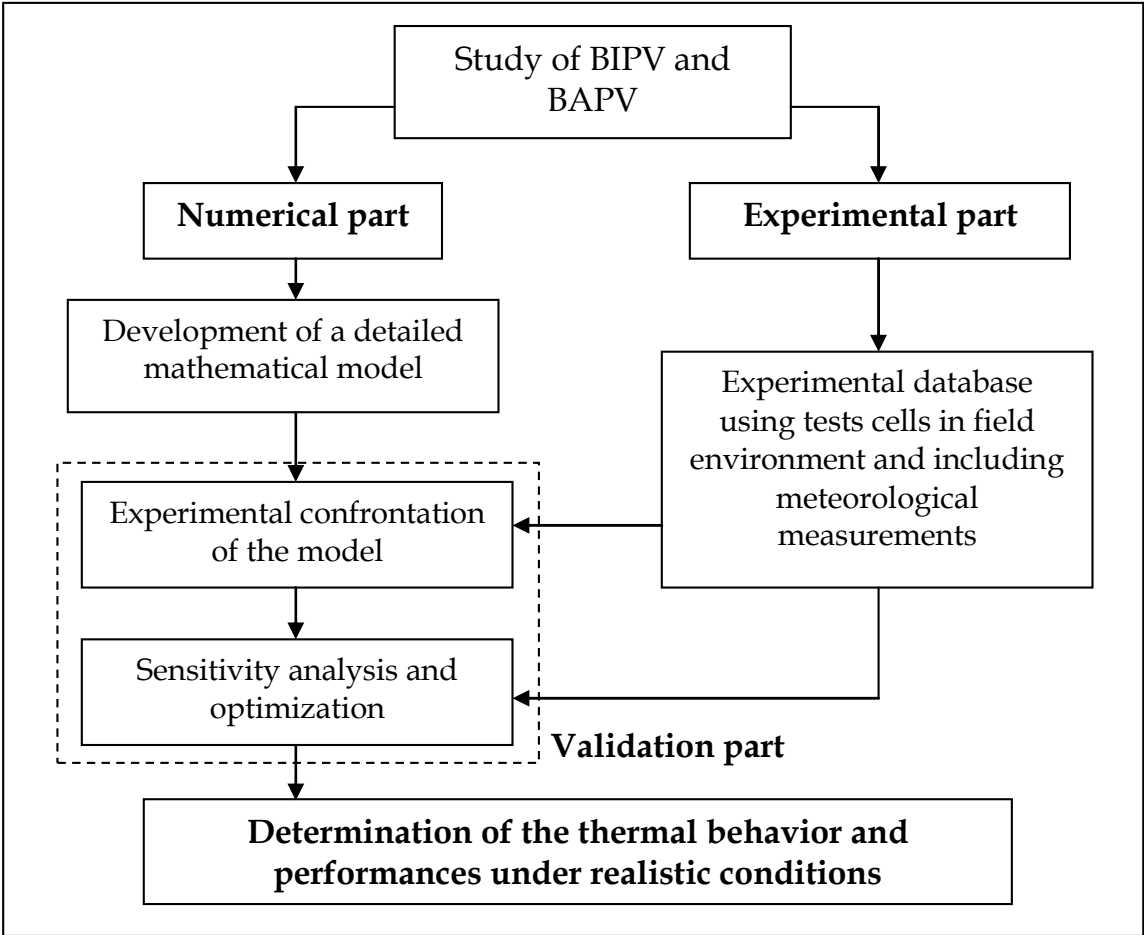 Study of BIPV and
BAPV
Numerical part
Experimental part
Development of a detailed
mathematical model
Experimental database
using tests cells in field
environment and including
meteorological
measurements
Experimental confrontation
of the model
Sensitivity analysis and
optimization
Validation part
Determination of the thermal behavior and
performances under realistic conditions